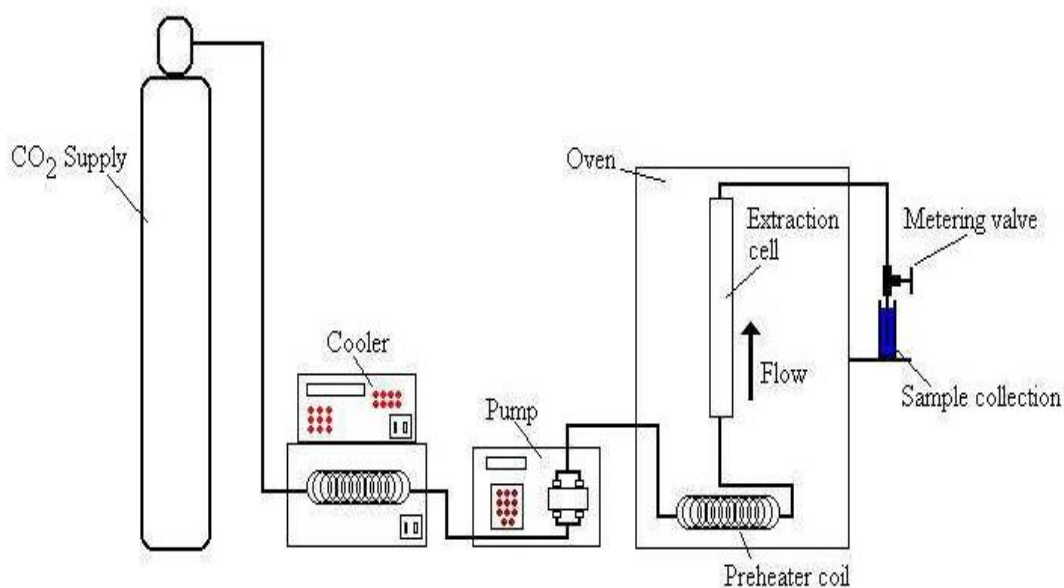 CO₂ Supply
Oven
Extraction
cell
Metering valve
Cooler
Flow
Sample collection
Pump
Preheater coil